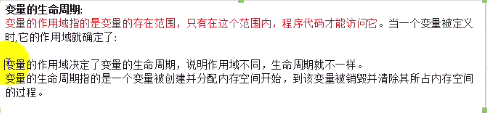 变量的生命周期:
变量的作用域指的是变量的存在范围，只有在这个范围内，程序代码才能访问它。当一个变量被定义
时,它的作用域就确定了:
变量的作用域决定了变量的生命周期，说明作用域不同，生命周期就不一样。
变量的生命周期指的是一个变量被创建并分配内存空间开始，到该变量被销毁并清除其所占内存空间
的过程。